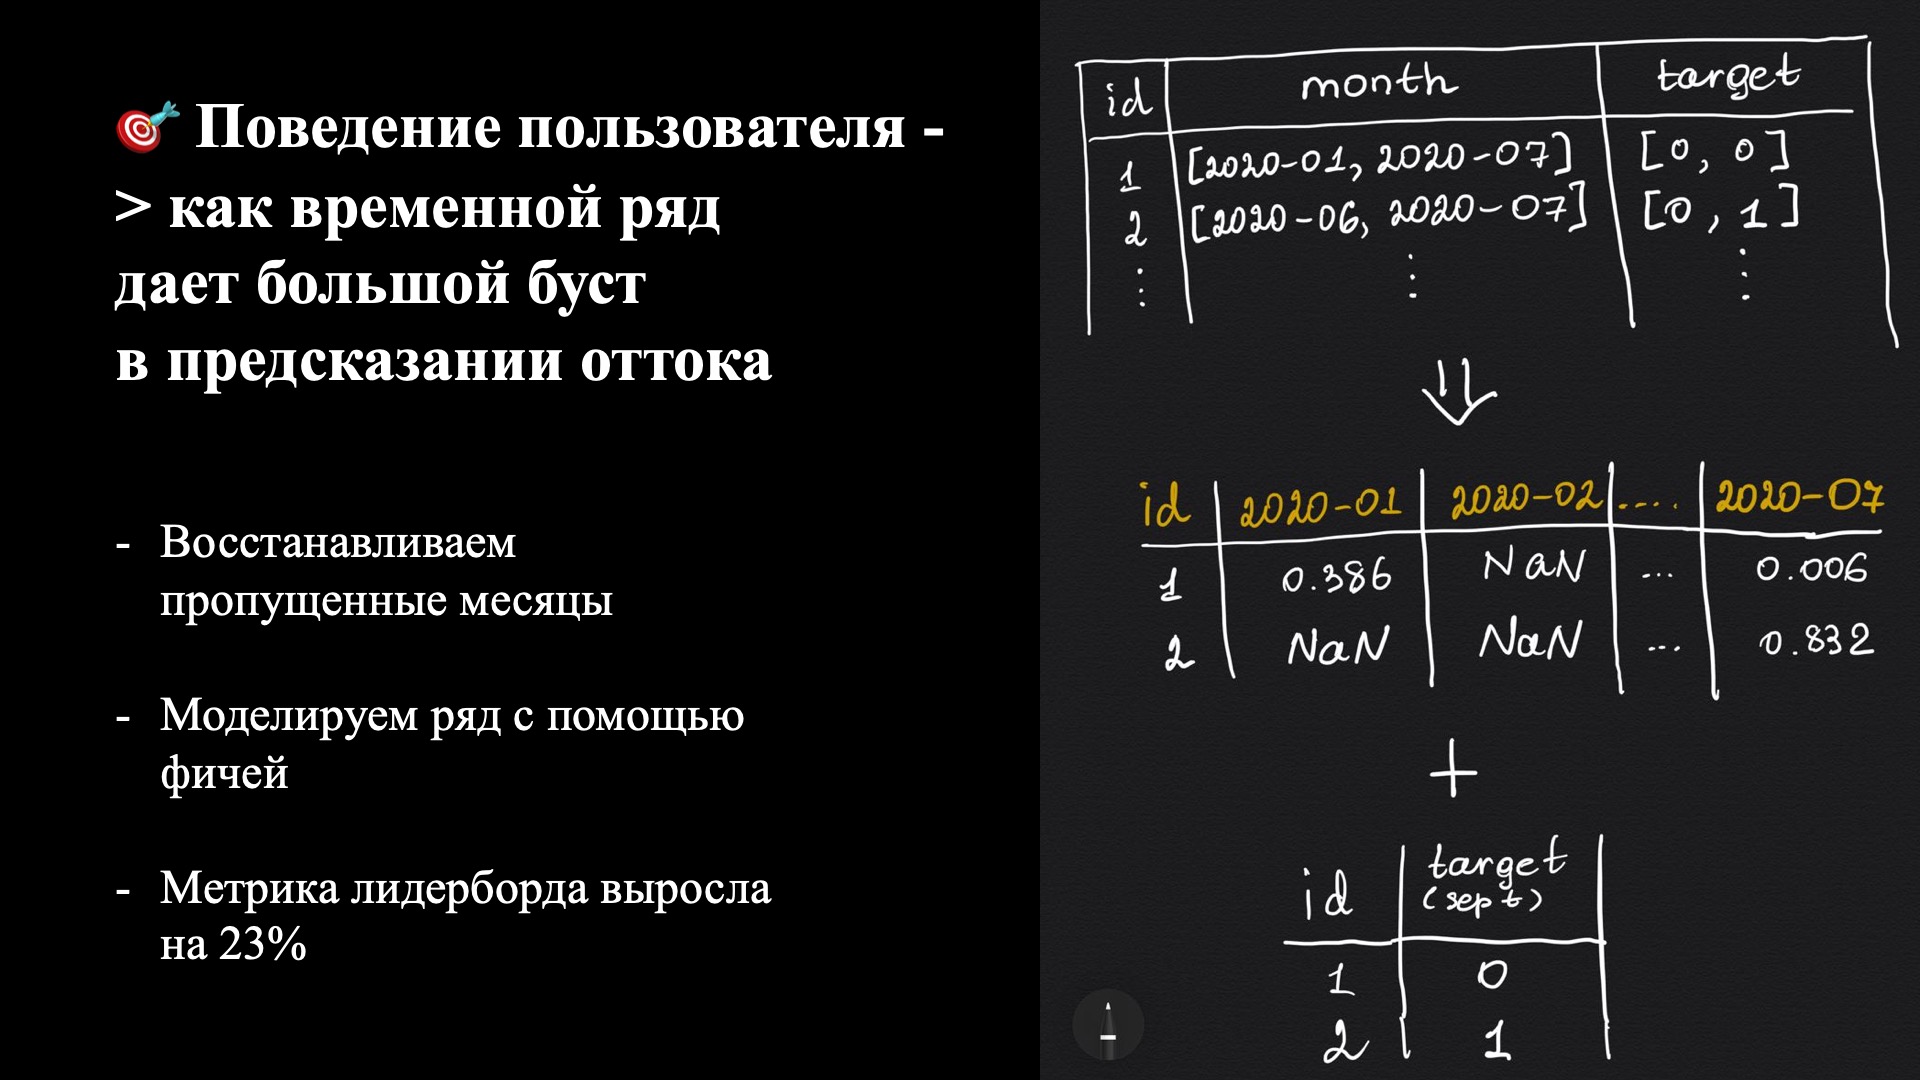 🎯 Поведение пользователя -
> как временной ряд
дает большой буст
в предсказании оттока
- Восстанавливаем
пропущенные месяцы
- Моделируем ряд с помощью
фичей
- Метрика лидерборда выросла
на 23%
id month target
1 [2020-01, 2020-07] [0, 0]
2 [2020-06, 2020-07] [0, 1]
⋮ ⋮ ⋮
⇓
id 2020-01 2020-02 .... 2020-07
1 0.386 NaN ... 0.006
2 NaN NaN ... 0.832
+
id target
(sept)
1 0
2 1